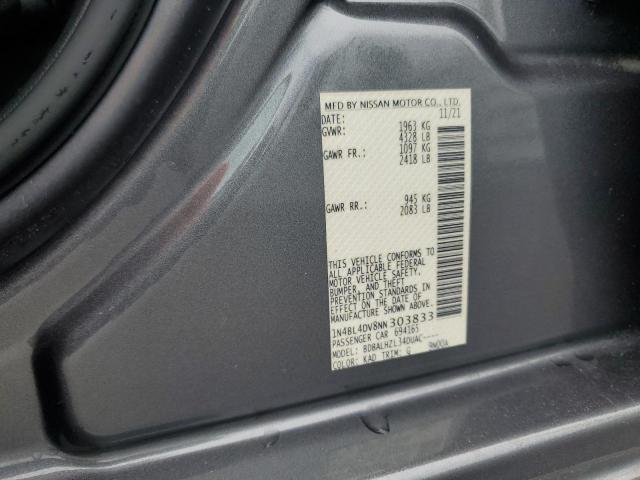 MFD BY NISSAN MOTOR CO., LTD.
DATE: 11/21
GVWR: 1963 KG
4328 LB
GAWR FR.: 1097 KG
2418 LB
GAWR RR.: 945 KG
2083 LB
THIS VEHICLE CONFORMS TO
ALL APPLICABLE FEDERAL
MOTOR VEHICLE SAFETY,
BUMPER, AND THEFT
PREVENTION STANDARDS IN
EFFECT ON THE DATE OF
MANUFACTURE SHOWN ABOVE.
1N4BL4DV8NN303833
PASSENGER CAR 694165
MODEL: BDBALHZL34DUAC-----
COLOR: KAD TRIM: G 9N00A